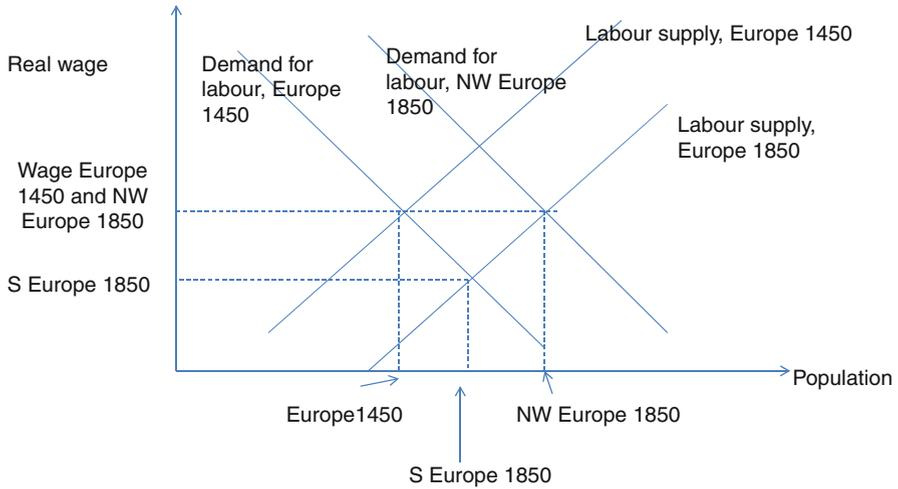 Real wage
Demand for
labour, Europe
1450
Demand for
labour, NW Europe
1850
Labour supply, Europe 1450
Labour supply,
Europe 1850
Wage Europe
1450 and NW
Europe 1850
S Europe 1850
Population
Europe1450
NW Europe 1850
S Europe 1850